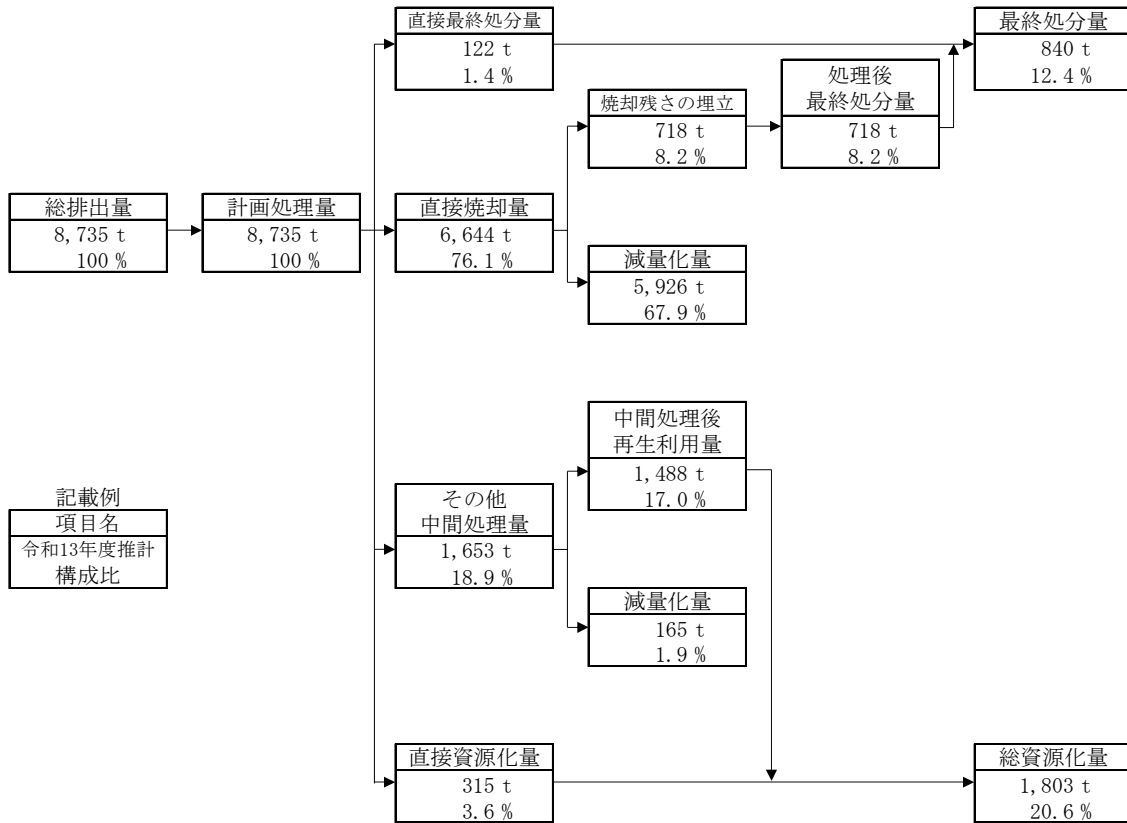 直接最終処分量
122 t
1.4 %
最終処分量
840 t
12.4 %
焼却残さの埋立
718 t
8.2 %
処理後
最終処分量
718 t
8.2 %
総排出量
8,735 t
100 %
計画処理量
8,735 t
100 %
直接焼却量
6,644 t
76.1 %
減量化量
5,926 t
67.9 %
中間処理後
再生利用量
1,488 t
17.0 %
記載例
項目名
令和13年度推計
構成比
その他
中間処理量
1,653 t
18.9 %
減量化量
165 t
1.9 %
直接資源化量
315 t
3.6 %
総資源化量
1,803 t
20.6 %